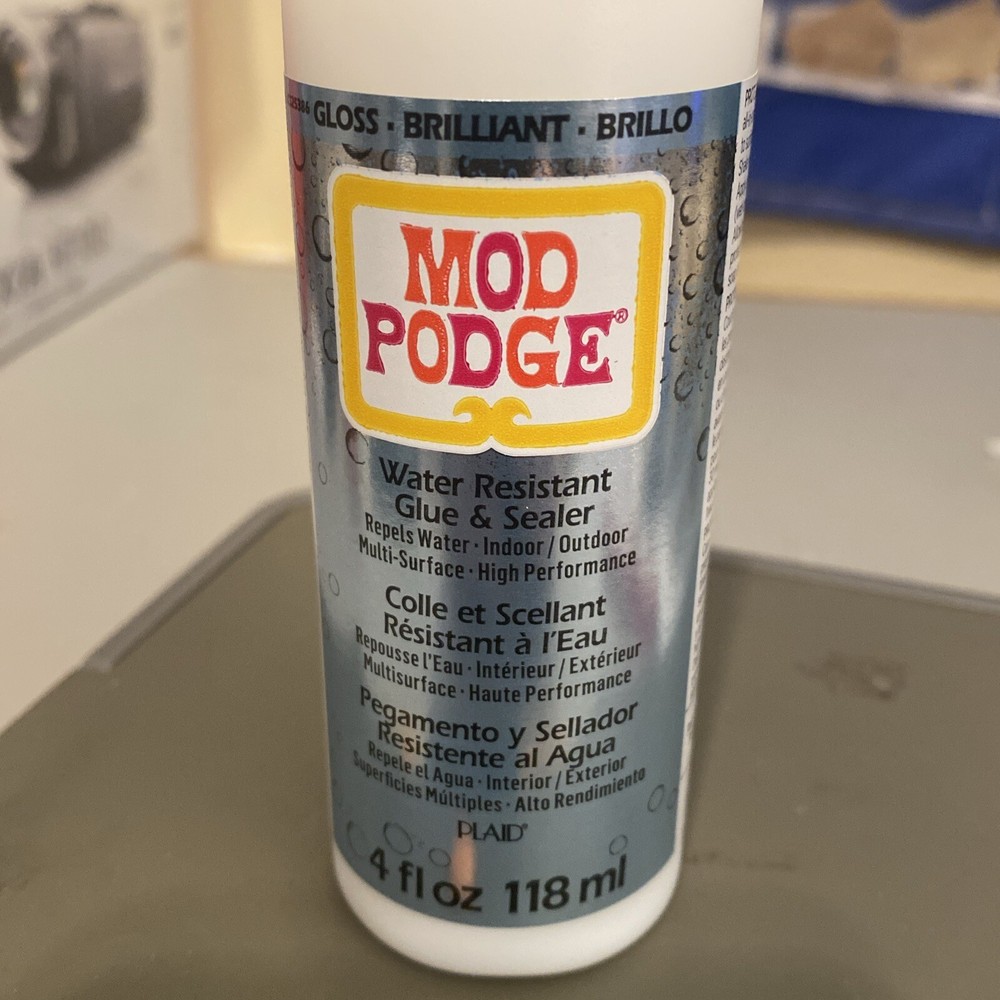 GLOSS · BRILLIANT · BRILLO
MOD
PODGE®
Water Resistant
Glue & Sealer
Repels Water · Indoor / Outdoor
Multi-Surface · High Performance
Colle et Scellant
Résistant à l'Eau
Repousse l'Eau · Intérieur / Extérieur
Multisurface · Haute Performance
Pegamento y Sellador
Resistente al Agua
Repele el Agua · Interior / Exterior
Superficies Múltiples · Alto Rendimiento
PLAID®
4 fl oz 118 ml